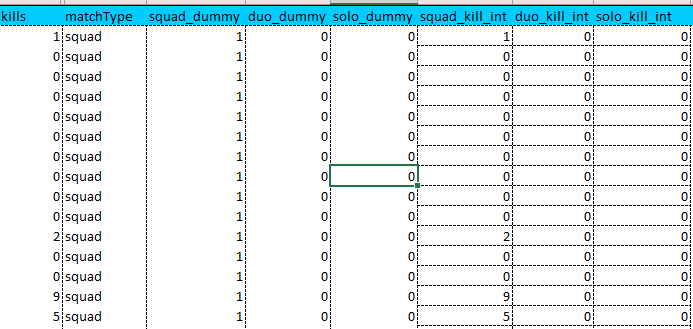 kills matchType squad_dummy duo_dummy solo_dummy squad_kill_int duo_kill_int solo_kill_int
1 squad 1 0 0 1 0 0
0 squad 1 0 0 0 0 0
0 squad 1 0 0 0 0 0
0 squad 1 0 0 0 0 0
0 squad 1 0 0 0 0 0
0 squad 1 0 0 0 0 0
0 squad 1 0 0 0 0 0
0 squad 1 0 0 0 0 0
0 squad 1 0 0 0 0 0
0 squad 1 0 0 0 0 0
2 squad 1 0 0 2 0 0
0 squad 1 0 0 0 0 0
0 squad 1 0 0 0 0 0
9 squad 1 0 0 9 0 0
5 squad 1 0 0 5 0 0